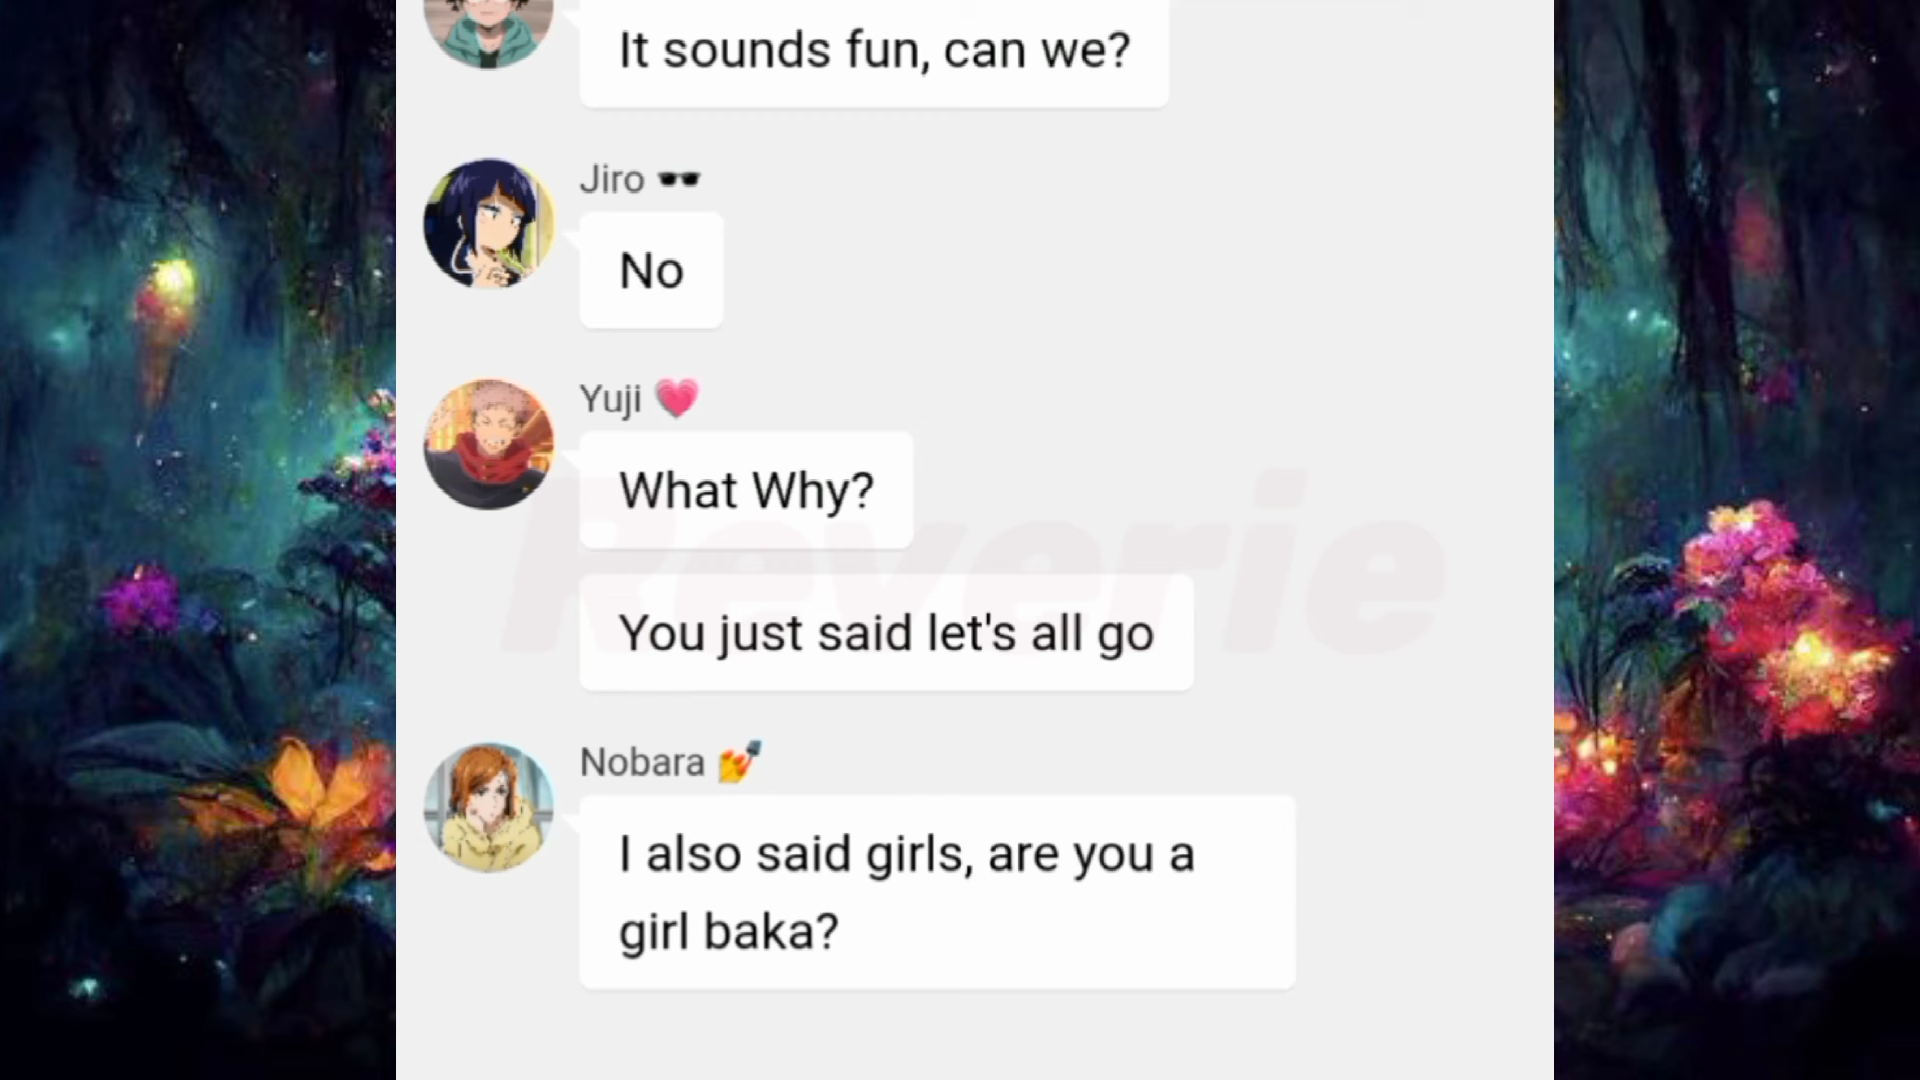 It sounds fun, can we?
Jiro 🕶️
No
Yuji 💗
What Why?
You just said let's all go
Nobara 💅
I also said girls, are you a
girl baka?
Reverie